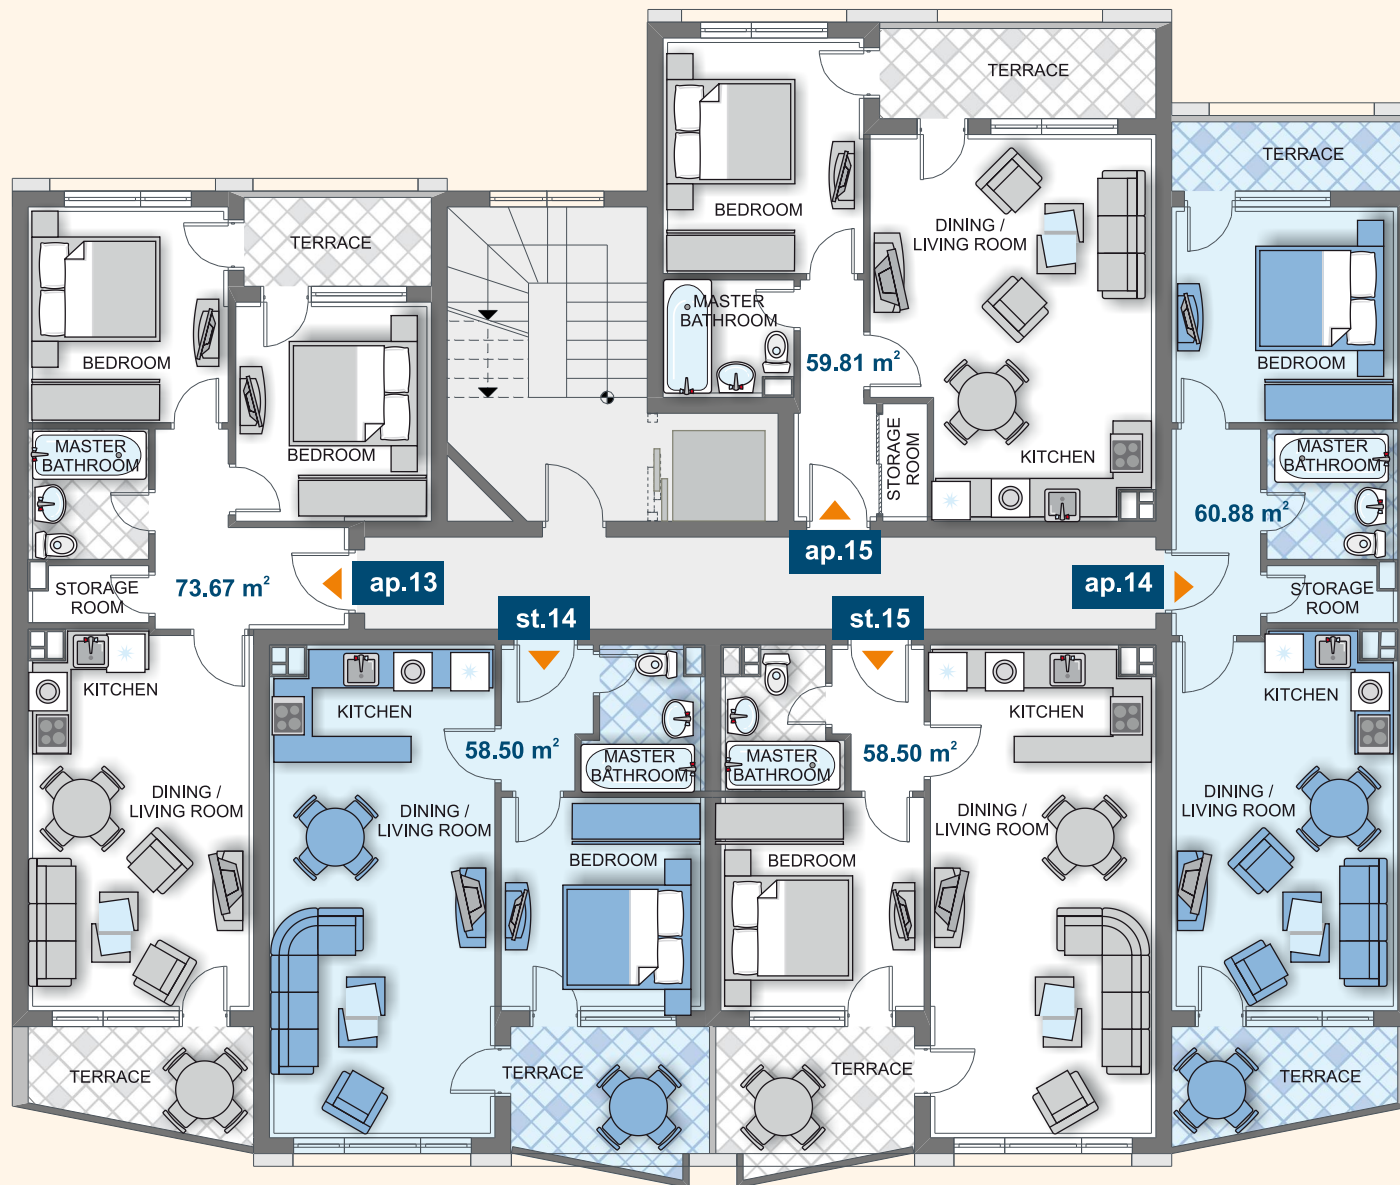 TERRACE
TERRACE
BEDROOM
DINING /
LIVING ROOM
TERRACE
MASTER
BATHROOM
59.81 m²
BEDROOM
BEDROOM
BEDROOM
MASTER
BATHROOM
STORAGE
ROOM
KITCHEN
MASTER
BATHROOM
60.88 m²
ap.15
ap.13
ap.14
73.67 m²
STORAGE
ROOM
STORAGE
ROOM
st.14
st.15
KITCHEN
KITCHEN
KITCHEN
KITCHEN
58.50 m²
58.50 m²
MASTER
BATHROOM
MASTER
BATHROOM
DINING /
LIVING ROOM
DINING /
LIVING ROOM
DINING /
LIVING ROOM
DINING /
LIVING ROOM
BEDROOM
BEDROOM
TERRACE
TERRACE
TERRACE
TERRACE